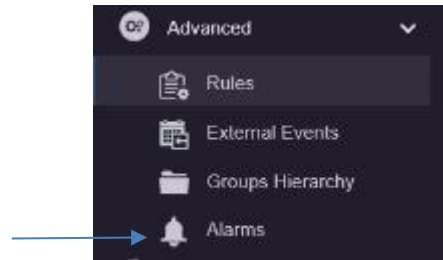 Advanced
Rules
External Events
Groups Hierarchy
Alarms